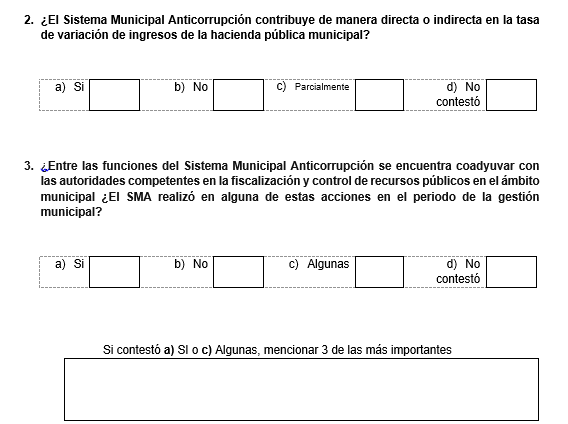 2. ¿El Sistema Municipal Anticorrupción contribuye de manera directa o indirecta en la tasa
de variación de ingresos de la hacienda pública municipal?
a) Si b) No c) Parcialmente d) No
contestó
3. ¿Entre las funciones del Sistema Municipal Anticorrupción se encuentra coadyuvar con
las autoridades competentes en la fiscalización y control de recursos públicos en el ámbito
municipal ¿El SMA realizó en alguna de estas acciones en el periodo de la gestión
municipal?
a) Si b) No c) Algunas d) No
contestó
Si contestó a) SI o c) Algunas, mencionar 3 de las más importantes